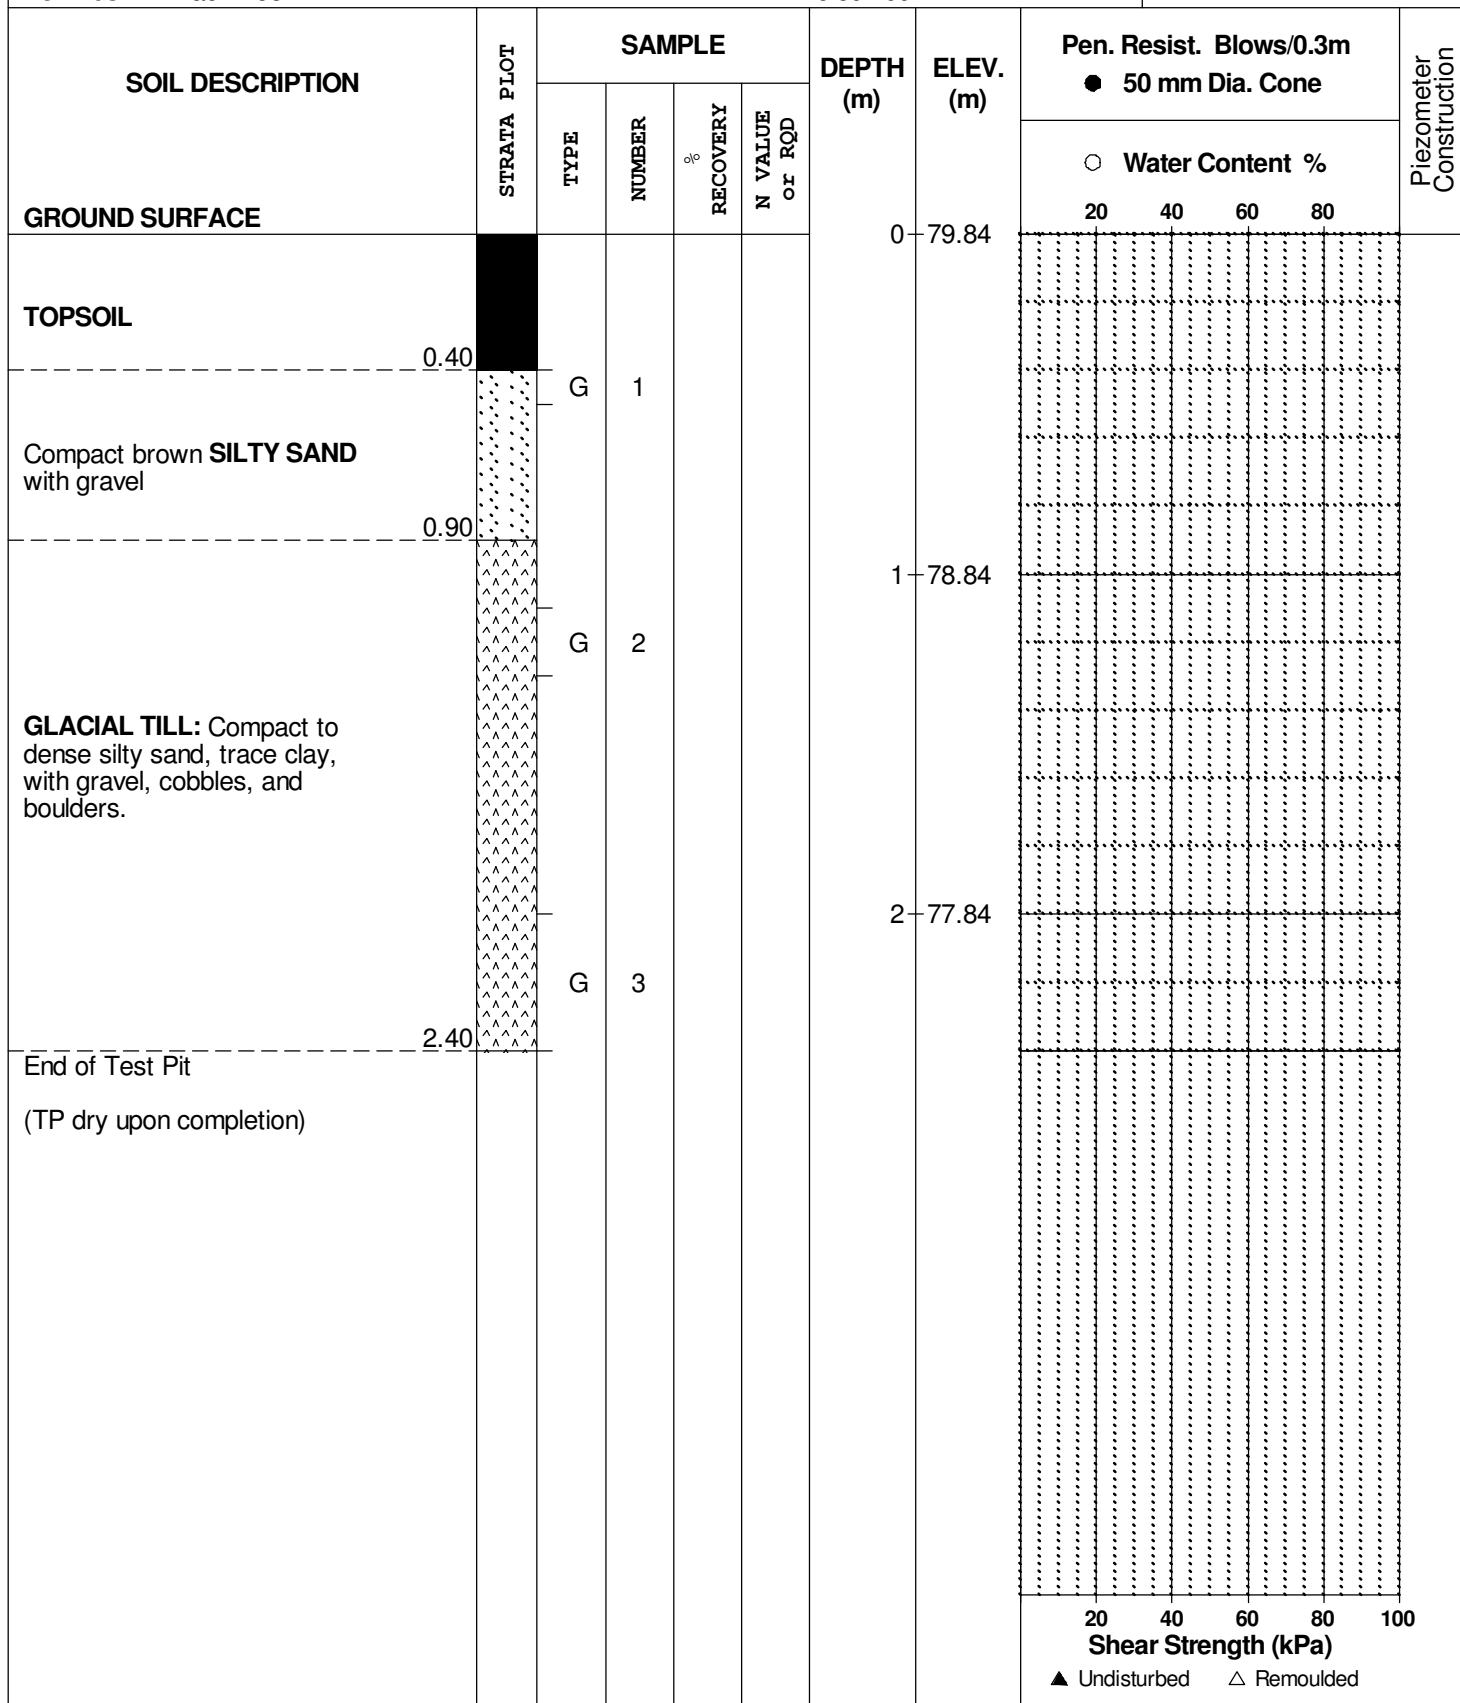 SOIL DESCRIPTION
GROUND SURFACE
STRATA PLOT
SAMPLE
TYPE
NUMBER
%
RECOVERY
N VALUE
or RQD
DEPTH
(m)
ELEV.
(m)
Pen. Resist. Blows/0.3m
● 50 mm Dia. Cone
○ Water Content %
20 40 60 80
Piezometer
Construction
0 79.84
TOPSOIL
0.40
G 1
Compact brown SILTY SAND
with gravel
0.90
1 78.84
G 2
GLACIAL TILL: Compact to
dense silty sand, trace clay,
with gravel, cobbles, and
boulders.
2 77.84
G 3
2.40
End of Test Pit
(TP dry upon completion)
20 40 60 80 100
Shear Strength (kPa)
▲ Undisturbed △ Remoulded